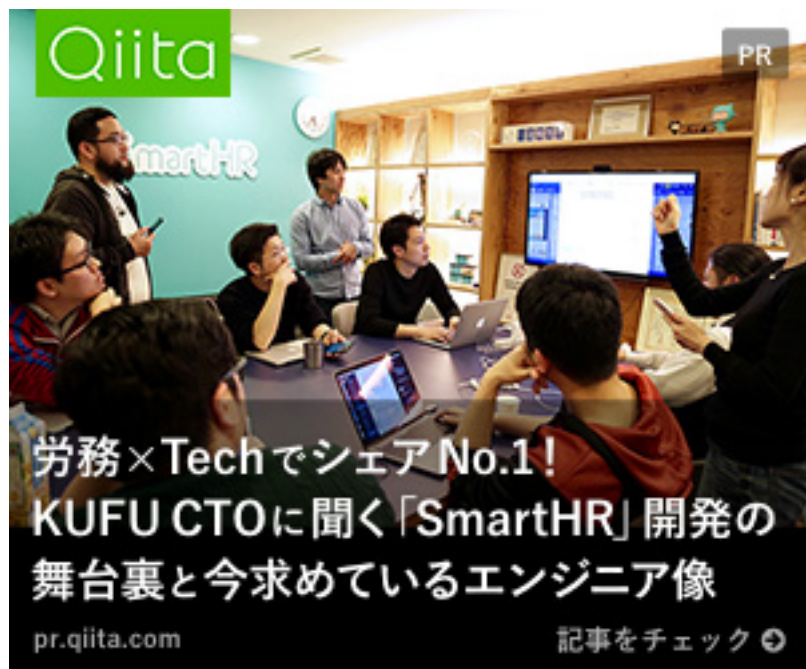 Qiita
PR
SmartHR
労務×TechでシェアNo.1!
KUFU CTOに聞く「SmartHR」開発の
舞台裏と今求めているエンジニア像
pr.qiita.com
記事をチェック